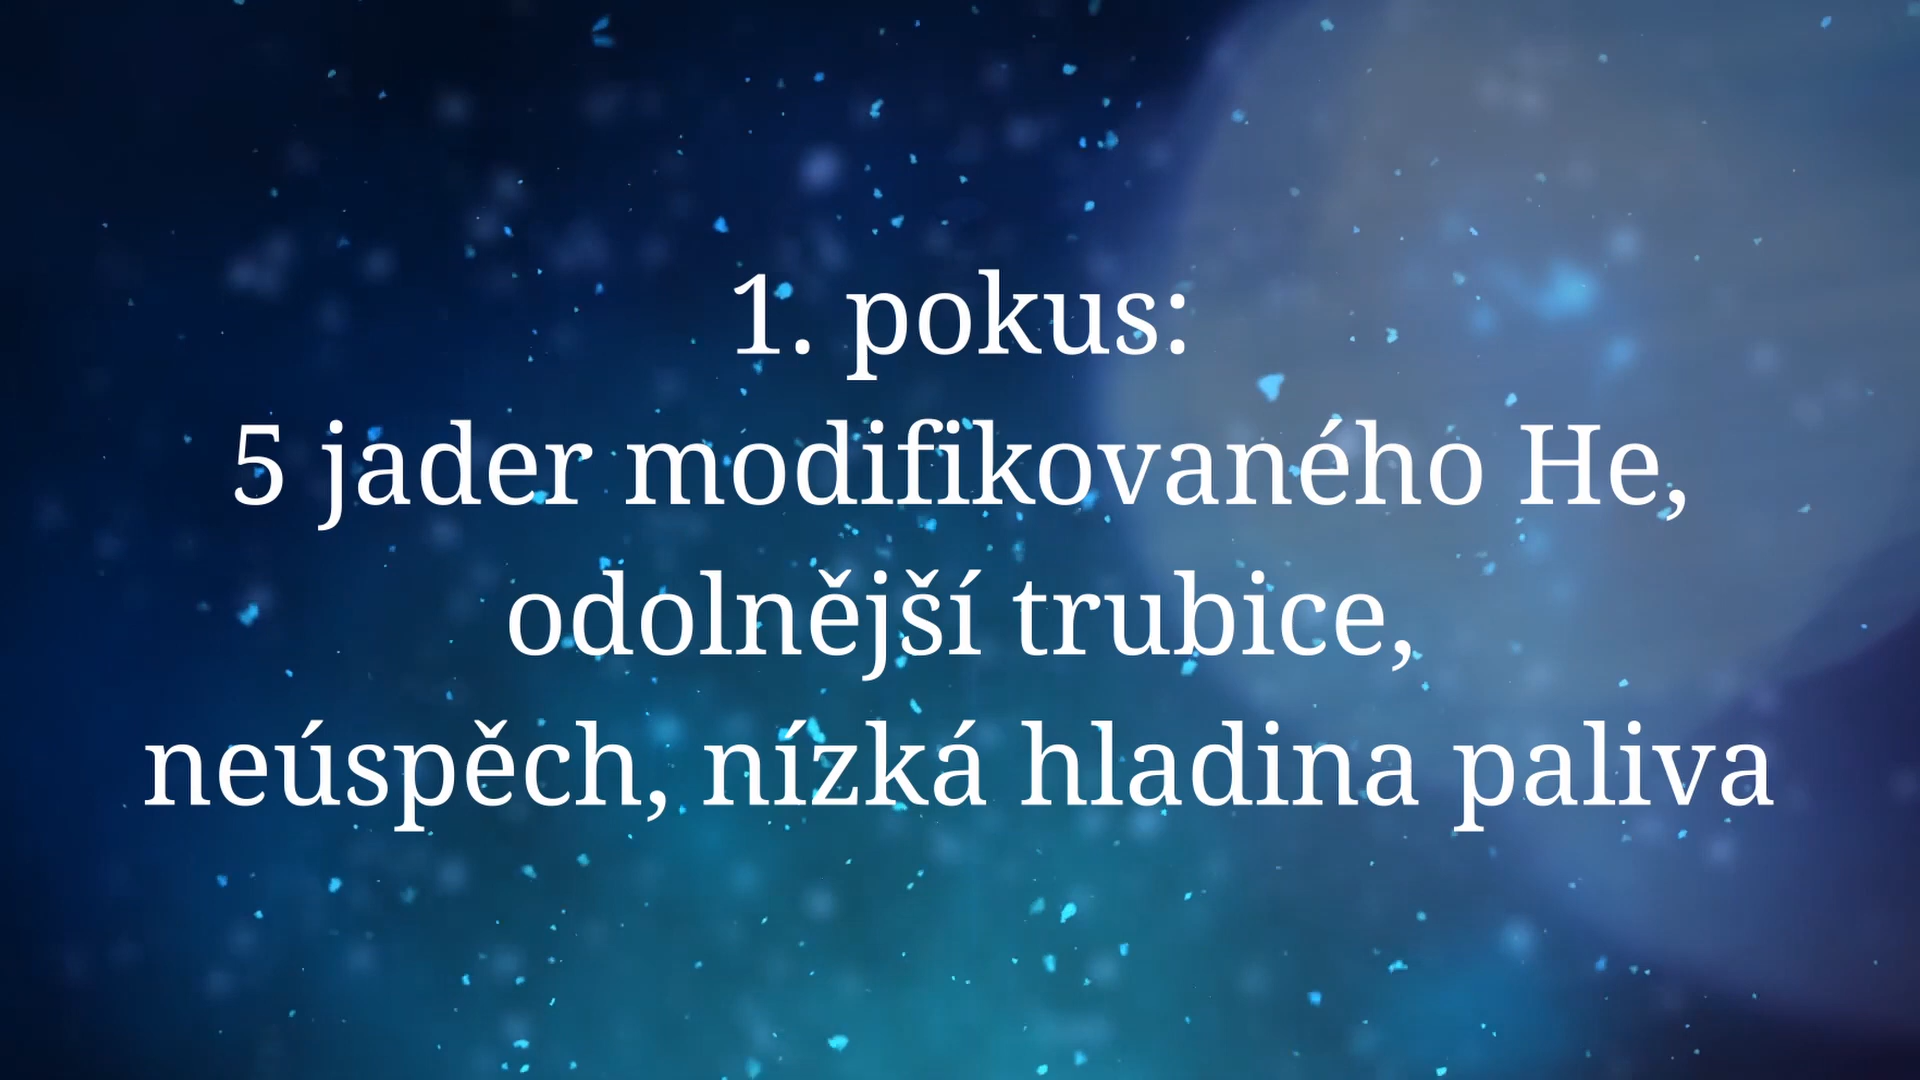 1. pokus:
5 jader modifikovaného He,
odolnější trubice,
neúspěch, nízká hladina paliva